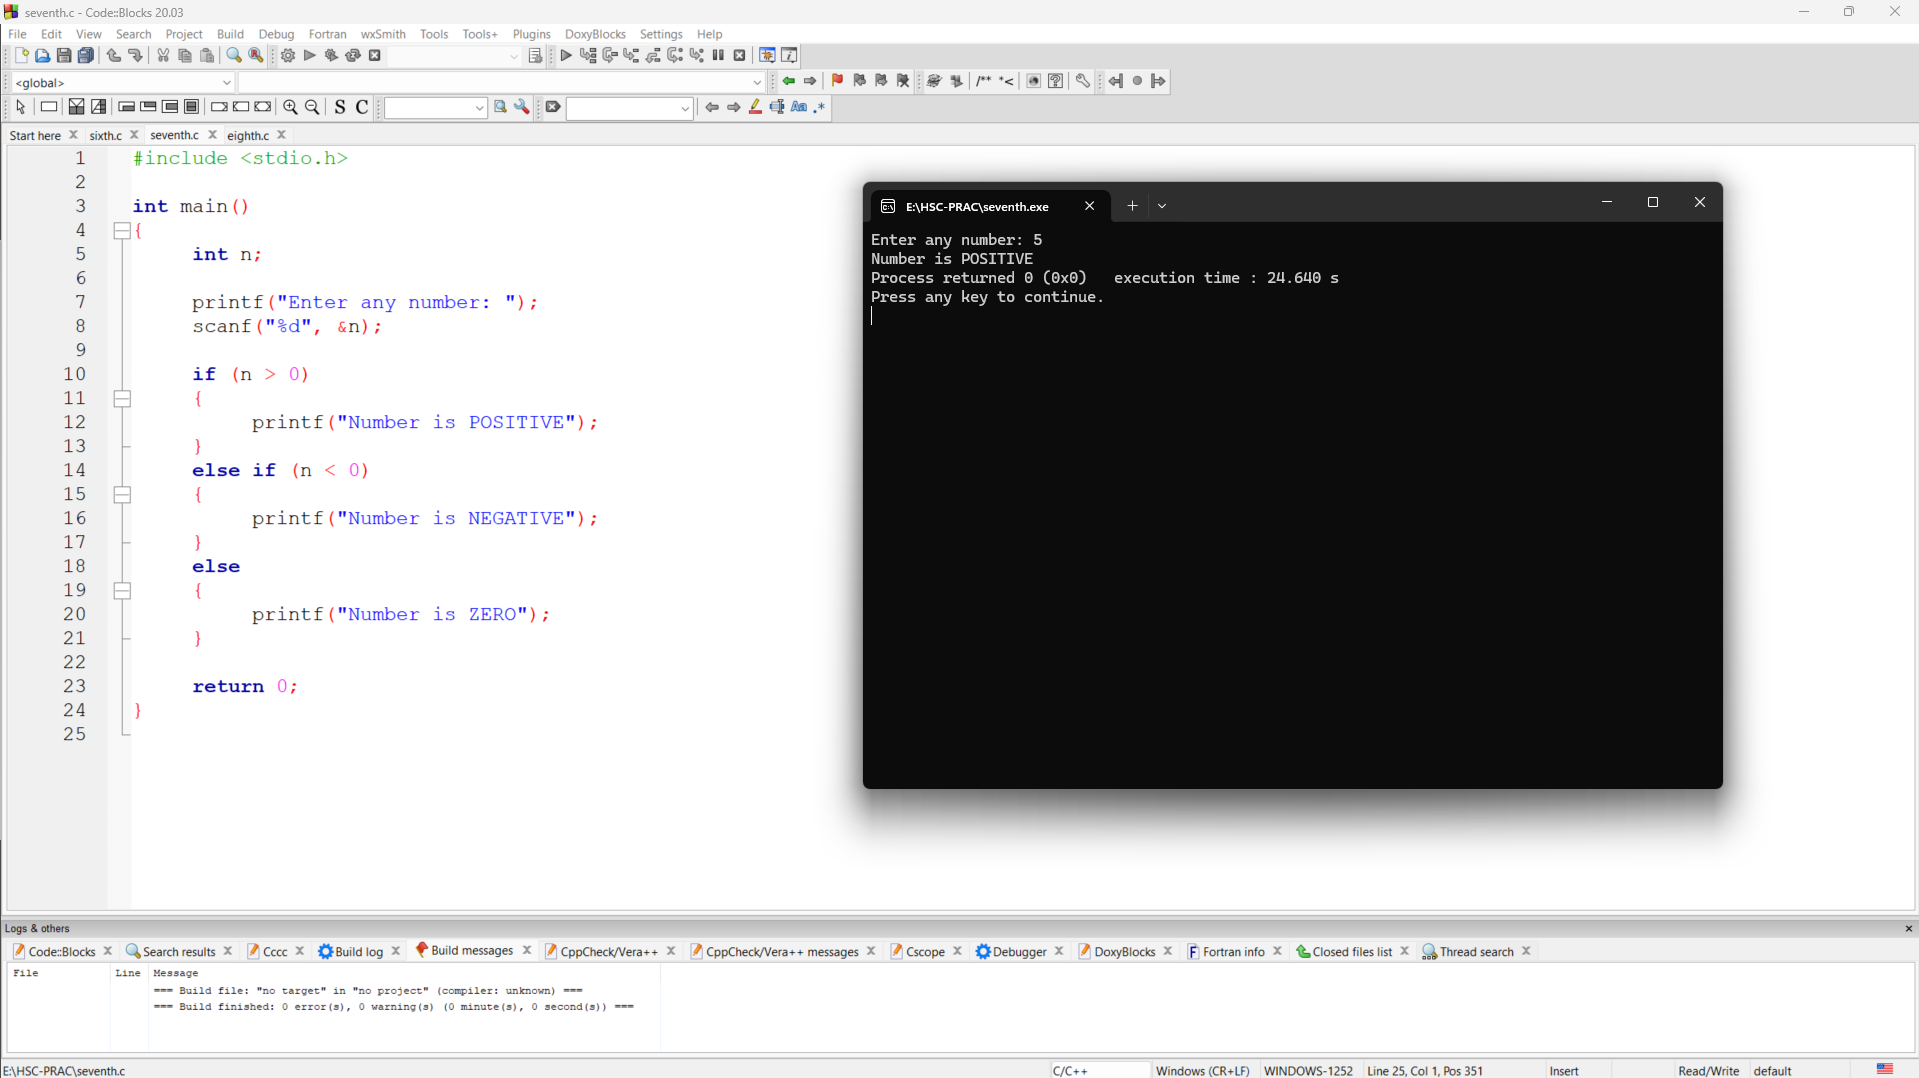 seventh.c - Code::Blocks 20.03
File Edit View Search Project Build Debug Fortran wxSmith Tools Tools+ Plugins DoxyBlocks Settings Help
<global>
/** *<
S C Aa .*
Start here sixth.c seventh.c eighth.c
1 #include <stdio.h>
2
3 int main()
4 {
5 int n;
6
7 printf("Enter any number: ");
8 scanf("%d", &n);
9
10 if (n > 0)
11 {
12 printf("Number is POSITIVE");
13 }
14 else if (n < 0)
15 {
16 printf("Number is NEGATIVE");
17 }
18 else
19 {
20 printf("Number is ZERO");
21 }
22
23 return 0;
24 }
25
E:\HSC-PRAC\seventh.exe
Enter any number: 5
Number is POSITIVE
Process returned 0 (0x0)   execution time : 24.640 s
Press any key to continue.
Logs & others
Code::Blocks Search results Cccc Build log Build messages CppCheck/Vera++ CppCheck/Vera++ messages Cscope Debugger DoxyBlocks Fortran info Closed files list Thread search
File Line Message
=== Build file: "no target" in "no project" (compiler: unknown) ===
=== Build finished: 0 error(s), 0 warning(s) (0 minute(s), 0 second(s)) ===
E:\HSC-PRAC\seventh.c C/C++ Windows (CR+LF) WINDOWS-1252 Line 25, Col 1, Pos 351 Insert Read/Write default